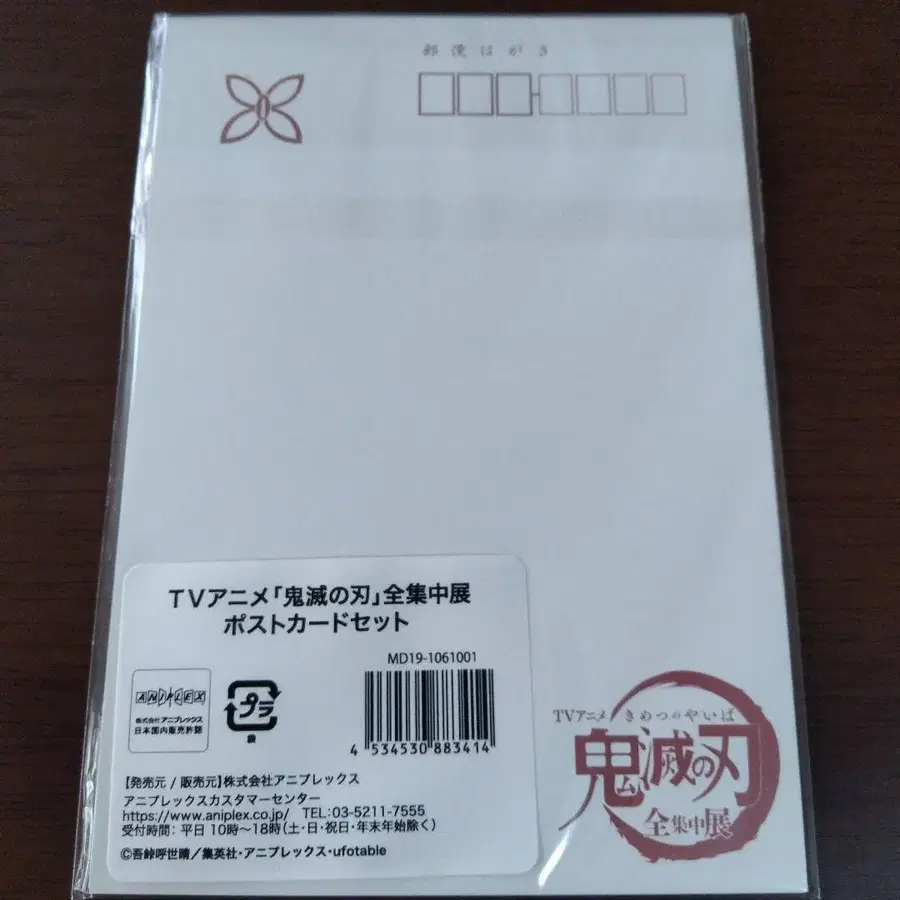 郵便はがき
TVアニメ「鬼滅の刃」全集中展
ポストカードセット
MD19-1061001
ANIPLEX
株式会社アニプレックス
日本国内販売許諾
プラ
袋
4 534530 883414
【発売元 / 販売元】株式会社アニプレックス
アニプレックスカスタマーセンター
https://www.aniplex.co.jp/ TEL:03-5211-7555
受付時間: 平日 10時～18時(土・日・祝日・年末年始除く)
©吾峠呼世晴／集英社・アニプレックス・ufotable
TVアニメ きめつのやいば
鬼滅の刃
全集中展